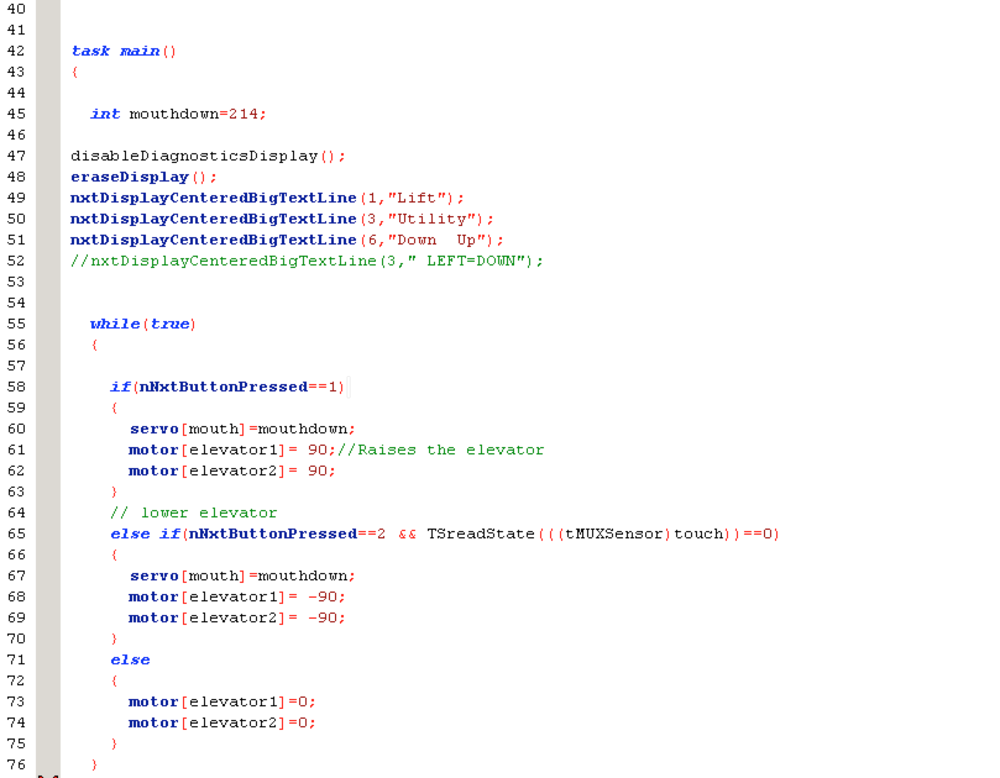 40
41
42 task main()
43 {
44
45 int mouthdown=214;
46
47 disableDiagnosticsDisplay();
48 eraseDisplay();
49 nxtDisplayCenteredBigTextLine(1,"Lift");
50 nxtDisplayCenteredBigTextLine(3,"Utility");
51 nxtDisplayCenteredBigTextLine(6,"Down  Up");
52 //nxtDisplayCenteredBigTextLine(3," LEFT=DOWN");
53
54
55 while(true)
56 {
57
58 if(nNxtButtonPressed==1)
59 {
60 servo[mouth]=mouthdown;
61 motor[elevator1]= 90;//Raises the elevator
62 motor[elevator2]= 90;
63 }
64 // lower elevator
65 else if(nNxtButtonPressed==2 && TSreadState(((tMUXSensor)touch))==0)
66 {
67 servo[mouth]=mouthdown;
68 motor[elevator1]= -90;
69 motor[elevator2]= -90;
70 }
71 else
72 {
73 motor[elevator1]=0;
74 motor[elevator2]=0;
75 }
76 }